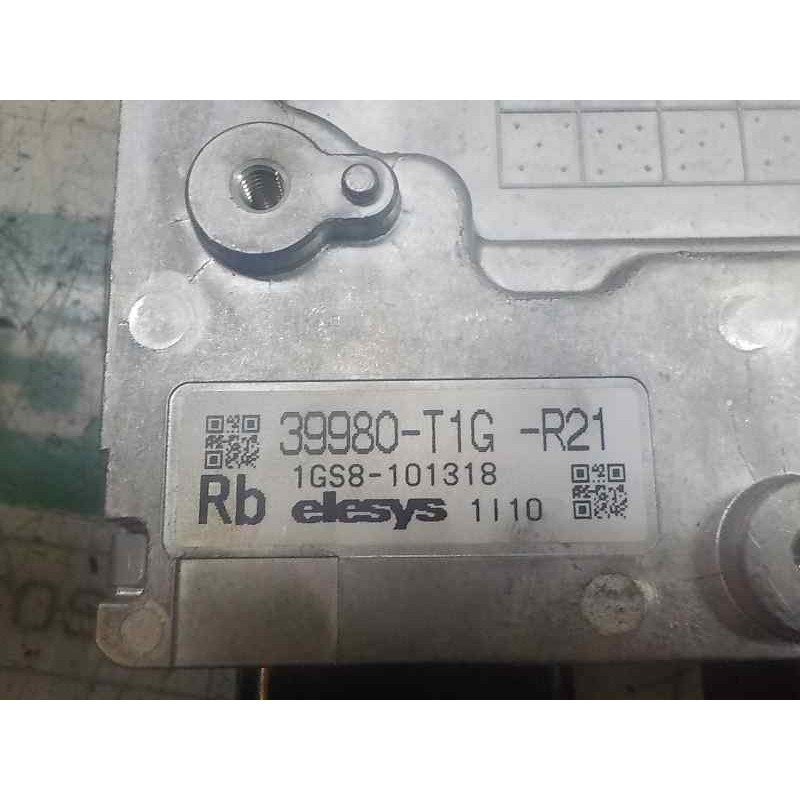 39980-T1G -R21
1GS8-101318
Rb elesys 1I10